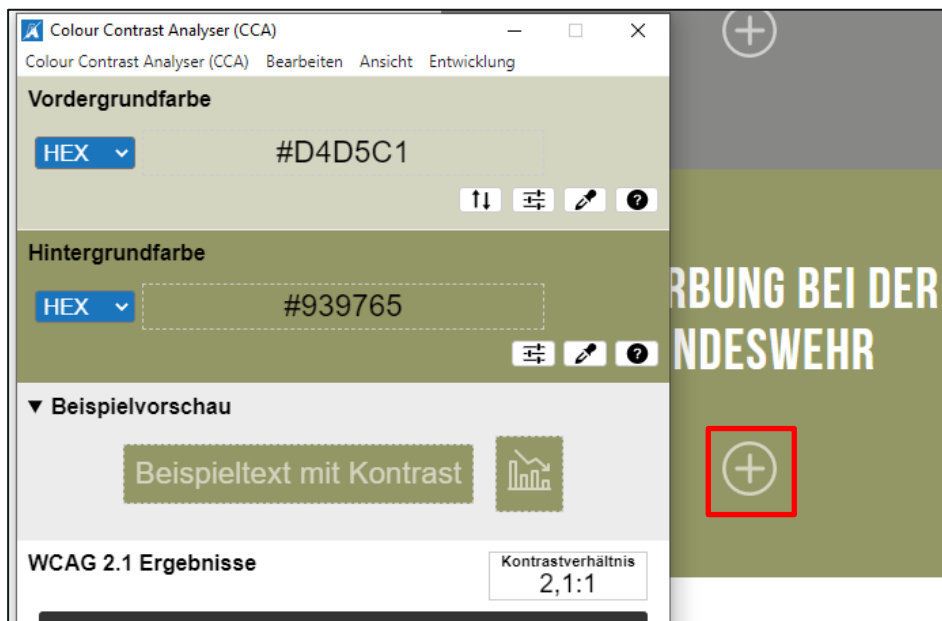 Colour Contrast Analyser (CCA)
Colour Contrast Analyser (CCA) Bearbeiten Ansicht Entwicklung
Vordergrundfarbe
HEX #D4D5C1
Hintergrundfarbe
HEX #939765
▼ Beispielvorschau
Beispieltext mit Kontrast
WCAG 2.1 Ergebnisse
Kontrastverhältnis
2,1:1
RBUNG BEI DER
NDESWEHR